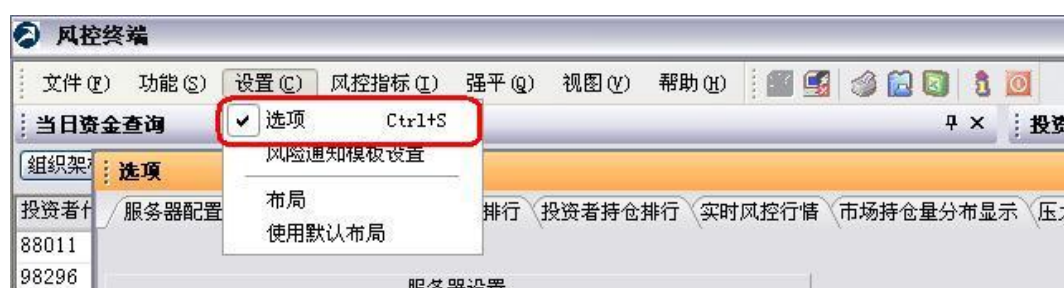 风控终端
文件(F) 功能(S) 设置(C) 风控指标(I) 强平(Q) 视图(V) 帮助(H)
当日资金查询
选项 Ctrl+S
风险通知模板设置
布局
使用默认布局
组织架
选项
投资者
服务器配置 排行 投资者持仓排行 实时风控行情 市场持仓量分布显示
88011
98296
服务器设置